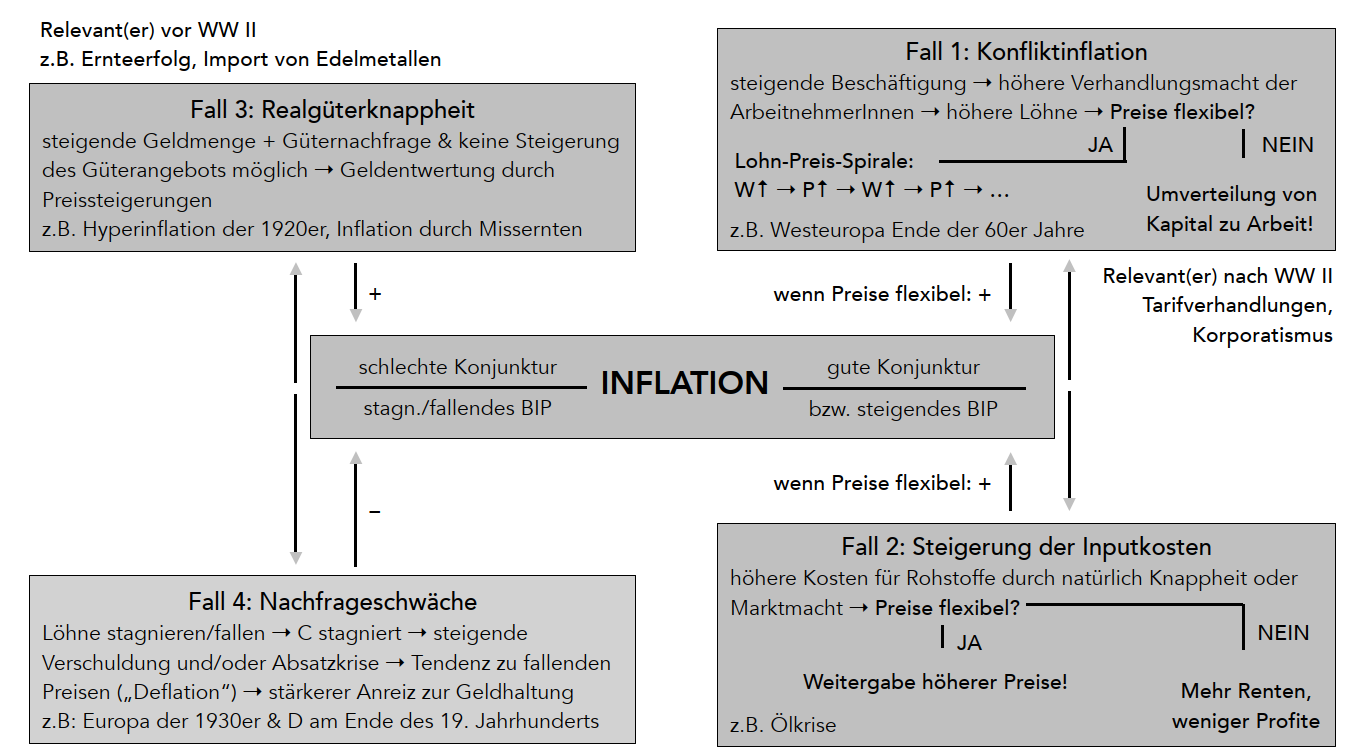 Relevant(er) vor WW II
z.B. Ernteerfolg, Import von Edelmetallen
Fall 3: Realgüterknappheit
steigende Geldmenge + Güternachfrage & keine Steigerung
des Güterangebots möglich → Geldentwertung durch
Preissteigerungen
z.B. Hyperinflation der 1920er, Inflation durch Missernten
Fall 1: Konfliktinflation
steigende Beschäftigung → höhere Verhandlungsmacht der
ArbeitnehmerInnen → höhere Löhne → Preise flexibel?
JA
NEIN
Lohn-Preis-Spirale:
W↑ → P↑ → W↑ → P↑ → ...
Umverteilung von
Kapital zu Arbeit!
z.B. Westeuropa Ende der 60er Jahre
+
wenn Preise flexibel: +
Relevant(er) nach WW II
Tarifverhandlungen,
Korporatismus
schlechte Konjunktur
stagn./fallendes BIP
INFLATION
gute Konjunktur
bzw. steigendes BIP
–
wenn Preise flexibel: +
Fall 4: Nachfrageschwäche
Löhne stagnieren/fallen → C stagniert → steigende
Verschuldung und/oder Absatzkrise → Tendenz zu fallenden
Preisen („Deflation“) → stärkerer Anreiz zur Geldhaltung
z.B: Europa der 1930er & D am Ende des 19. Jahrhunderts
Fall 2: Steigerung der Inputkosten
höhere Kosten für Rohstoffe durch natürlich Knappheit oder
Marktmacht → Preise flexibel?
JA
NEIN
Weitergabe höherer Preise!
Mehr Renten,
weniger Profite
z.B. Ölkrise